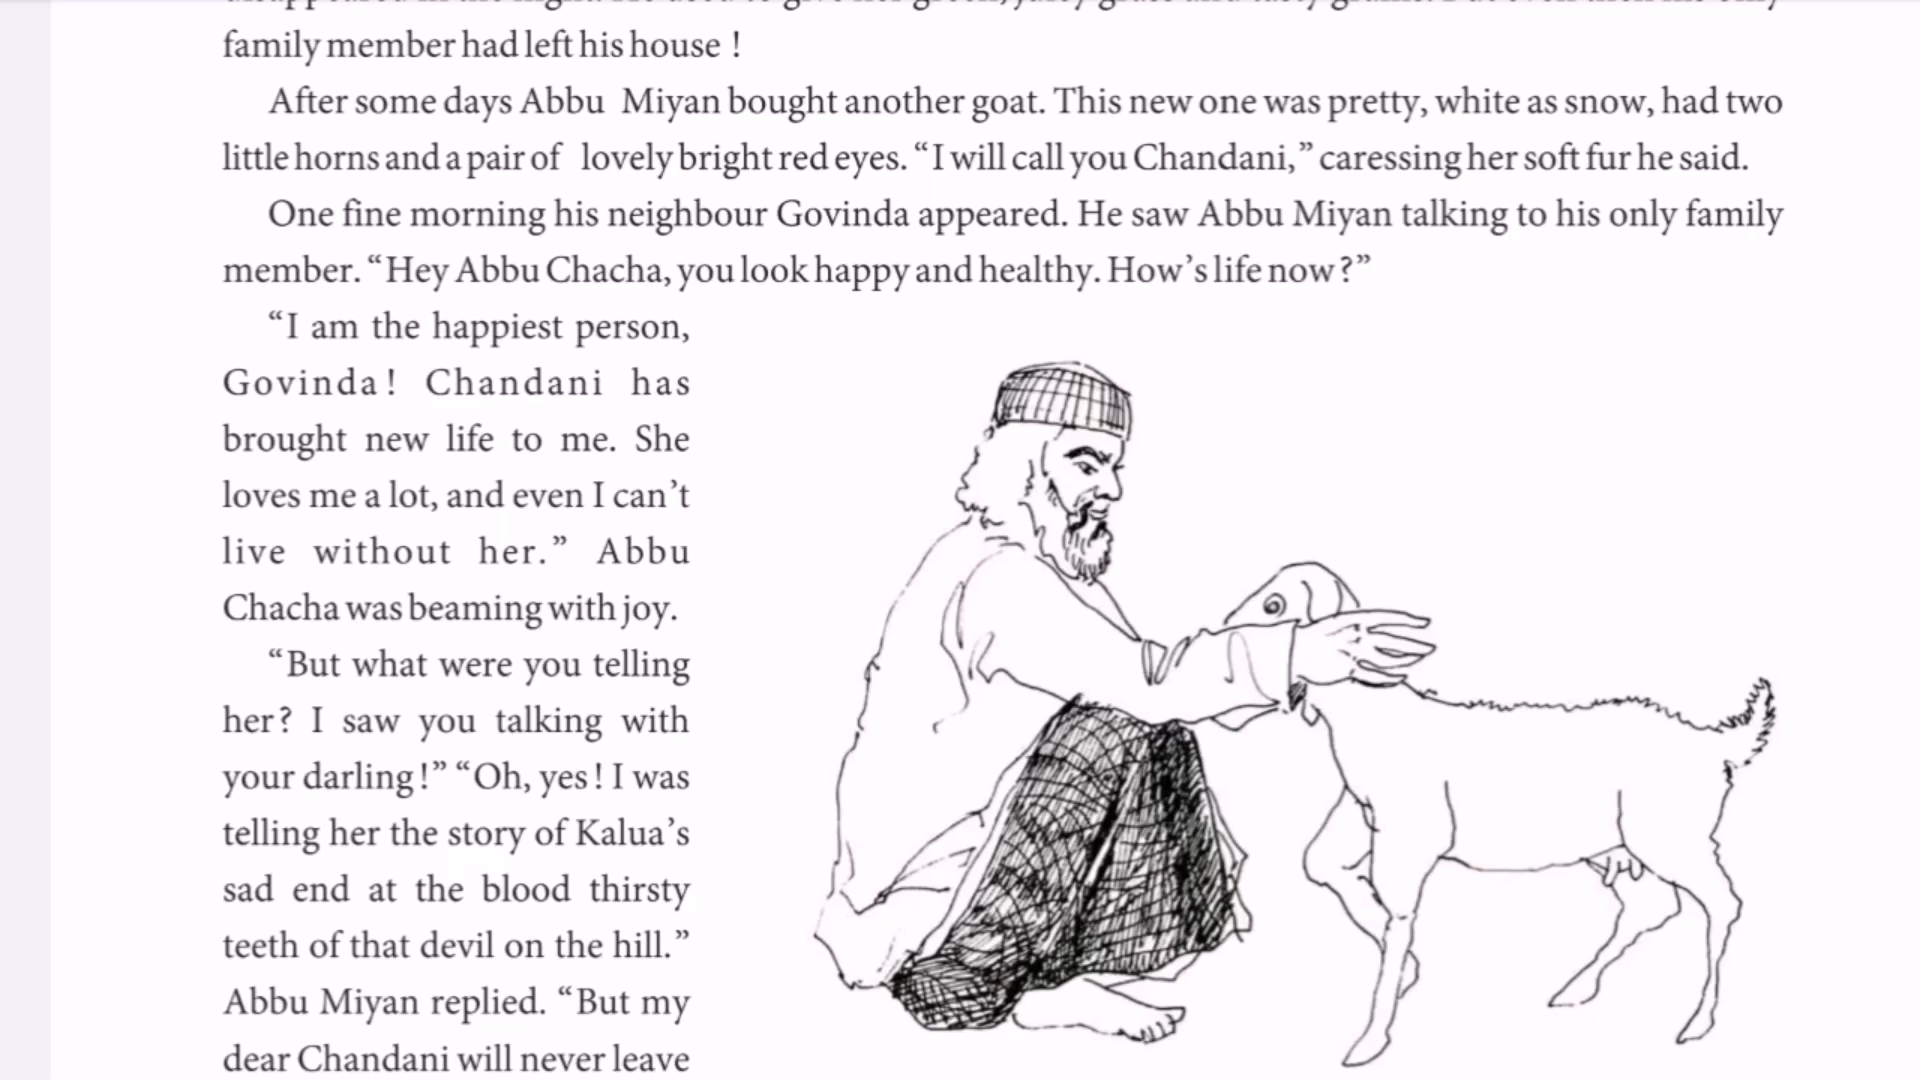 family member had left his house !
After some days Abbu Miyan bought another goat. This new one was pretty, white as snow, had two
little horns and a pair of lovely bright red eyes. “I will call you Chandani,” caressing her soft fur he said.
One fine morning his neighbour Govinda appeared. He saw Abbu Miyan talking to his only family
member. “Hey Abbu Chacha, you look happy and healthy. How’s life now?”
“I am the happiest person,
Govinda! Chandani has
brought new life to me. She
loves me a lot, and even I can’t
live without her.” Abbu
Chacha was beaming with joy.
“But what were you telling
her? I saw you talking with
your darling!” “Oh, yes! I was
telling her the story of Kalua’s
sad end at the blood thirsty
teeth of that devil on the hill.”
Abbu Miyan replied. “But my
dear Chandani will never leave